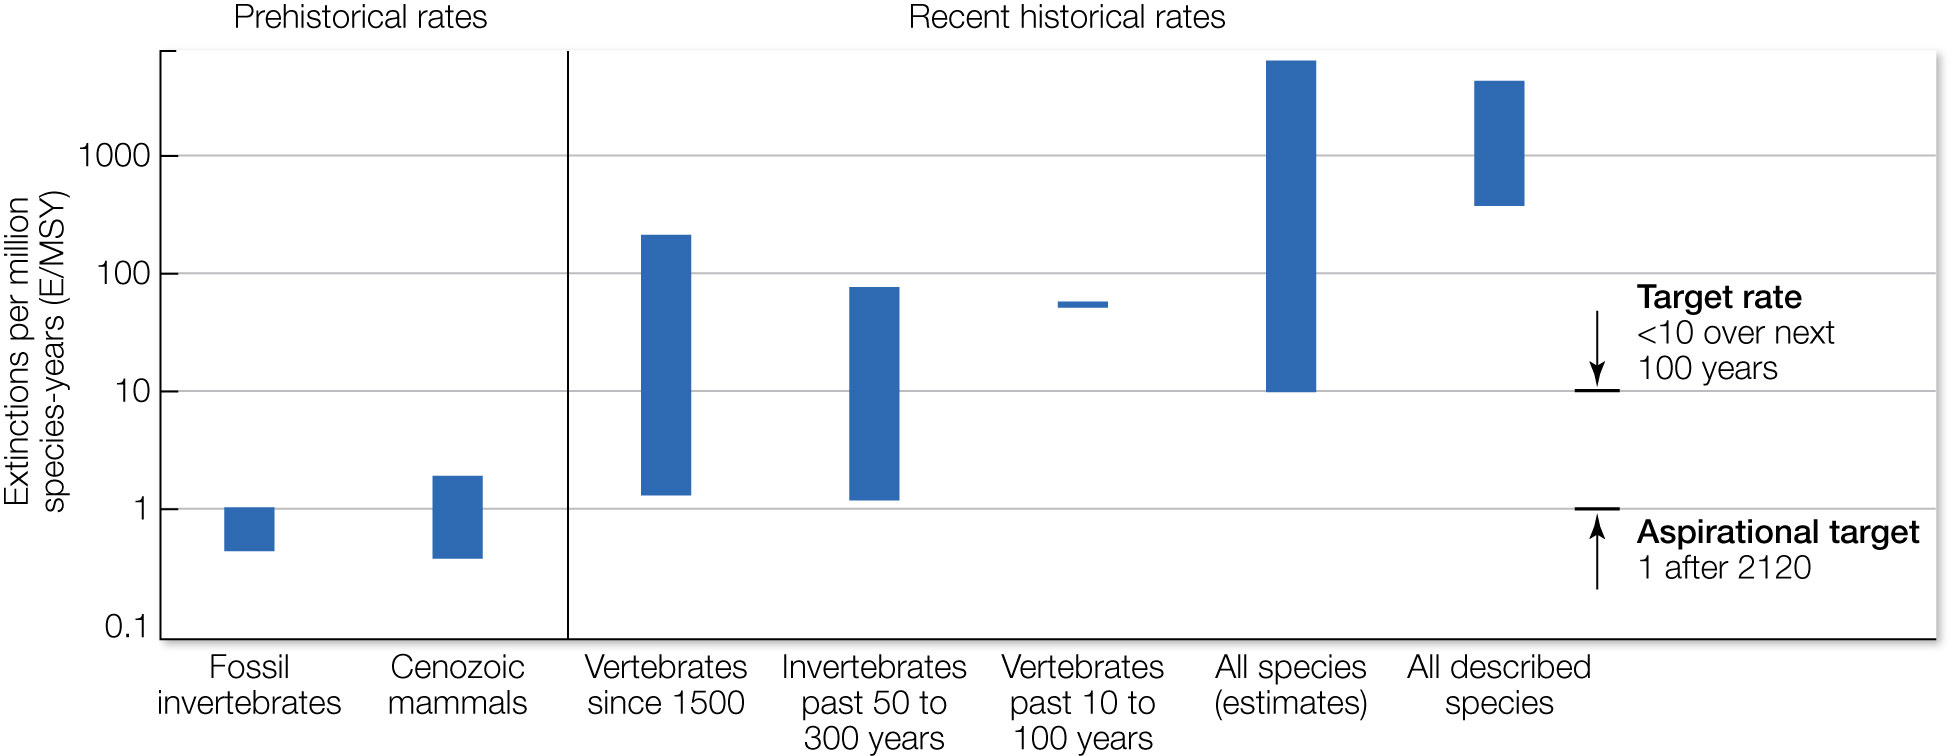 Prehistorical rates
Recent historical rates
Extinctions per million
species-years (E/MSY)
1000
100
10
1
0.1
Target rate
<10 over next
100 years
Aspirational target
1 after 2120
Fossil
invertebrates
Cenozoic
mammals
Vertebrates
since 1500
Invertebrates
past 50 to
300 years
Vertebrates
past 10 to
100 years
All species
(estimates)
All described
species